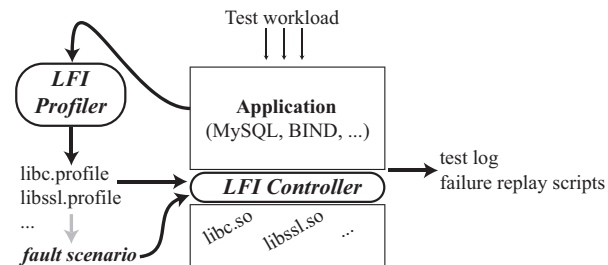 Test workload
LFI
Profiler
Application
(MySQL, BIND, ...)
libc.profile
libssl.profile
...
fault scenario
LFI Controller
libc.so
libssl.so
...
test log
failure replay scripts